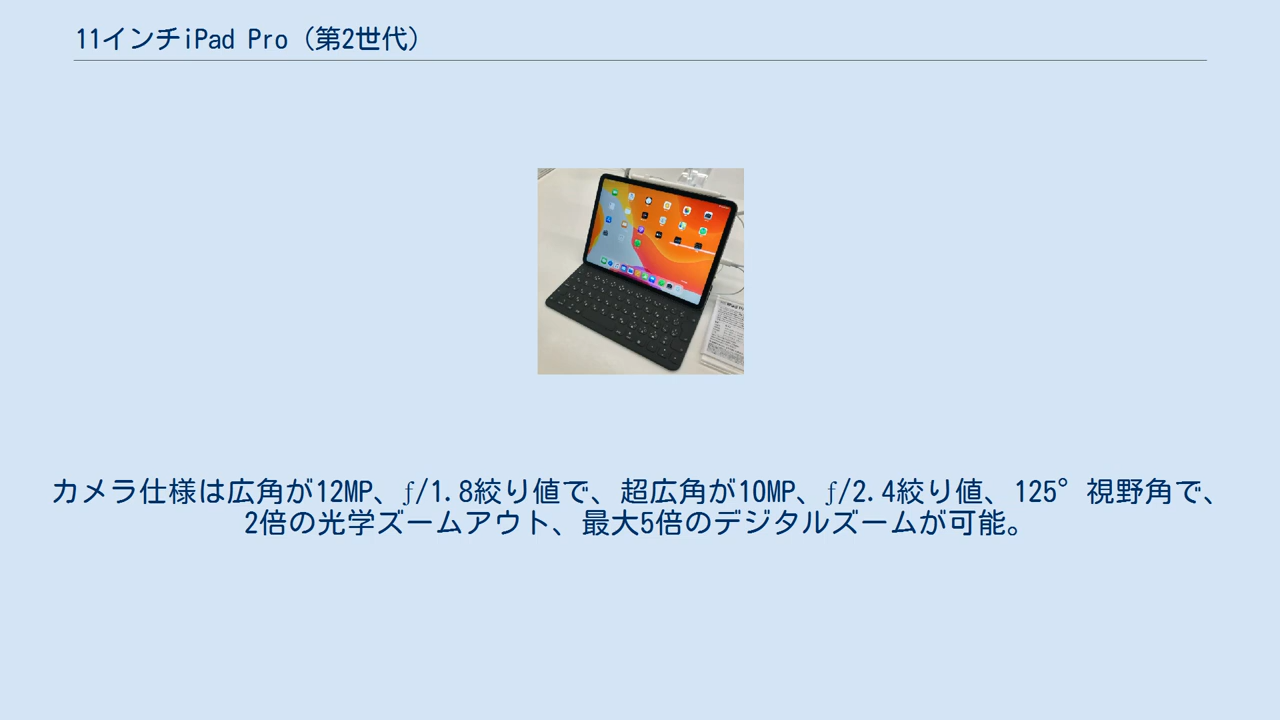 11インチiPad Pro（第2世代）
カメラ仕様は広角が12MP、ƒ/1.8絞り値で、超広角が10MP、ƒ/2.4絞り値、125°視野角で、
2倍の光学ズームアウト、最大5倍のデジタルズームが可能。